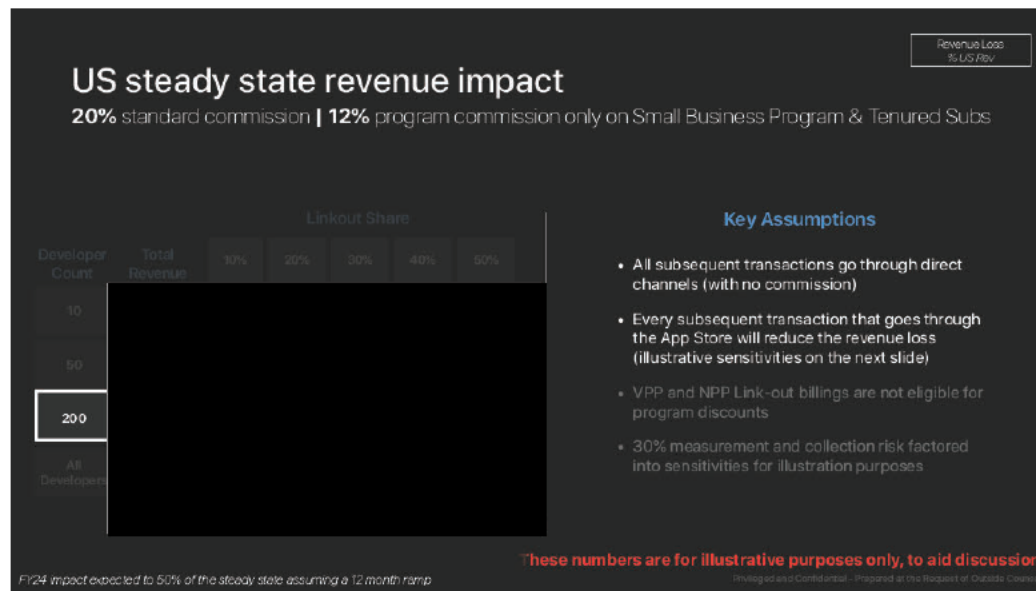 Revenue Loss
% US Rev
US steady state revenue impact
20% standard commission | 12% program commission only on Small Business Program & Tenured Subs
Linkout Share
Developer Count
Total Revenue
10%
20%
30%
40%
50%
10
50
200
All Developers
Key Assumptions
• All subsequent transactions go through direct
channels (with no commission)
• Every subsequent transaction that goes through
the App Store will reduce the revenue loss
(illustrative sensitivities on the next slide)
• VPP and NPP Link-out billings are not eligible for
program discounts
• 30% measurement and collection risk factored
into sensitivities for illustration purposes
These numbers are for illustrative purposes only, to aid discussion
FY24 impact expected to 50% of the steady state assuming a 12 month ramp
Privileged and Confidential - Prepared at the Request of Outside Counse